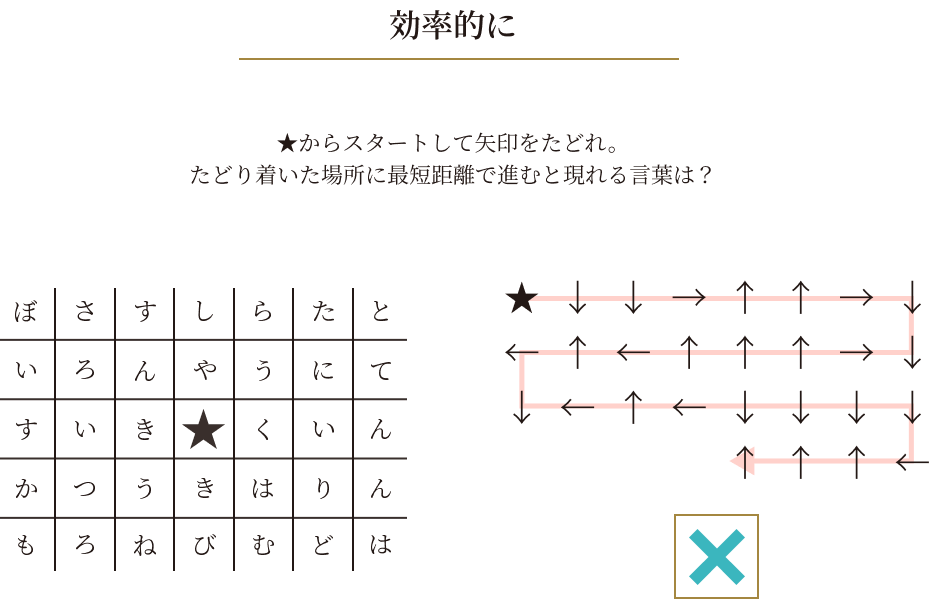 効率的に
★からスタートして矢印をたどれ。
たどり着いた場所に最短距離で進むと現れる言葉は？
ぼ さ す し ら た と
い ろ ん や う に て
す い き ★ く い ん
か つ う き は り ん
も ろ ね び む ど は
★ ↓ ↓ → ↑ ↑ → ↓
← ↑ ← ↑ ↑ ↑ → ↓
↓ ← ↑ ← ↓ ↓ ↓ ↓
↑ ↑ ↑ ←